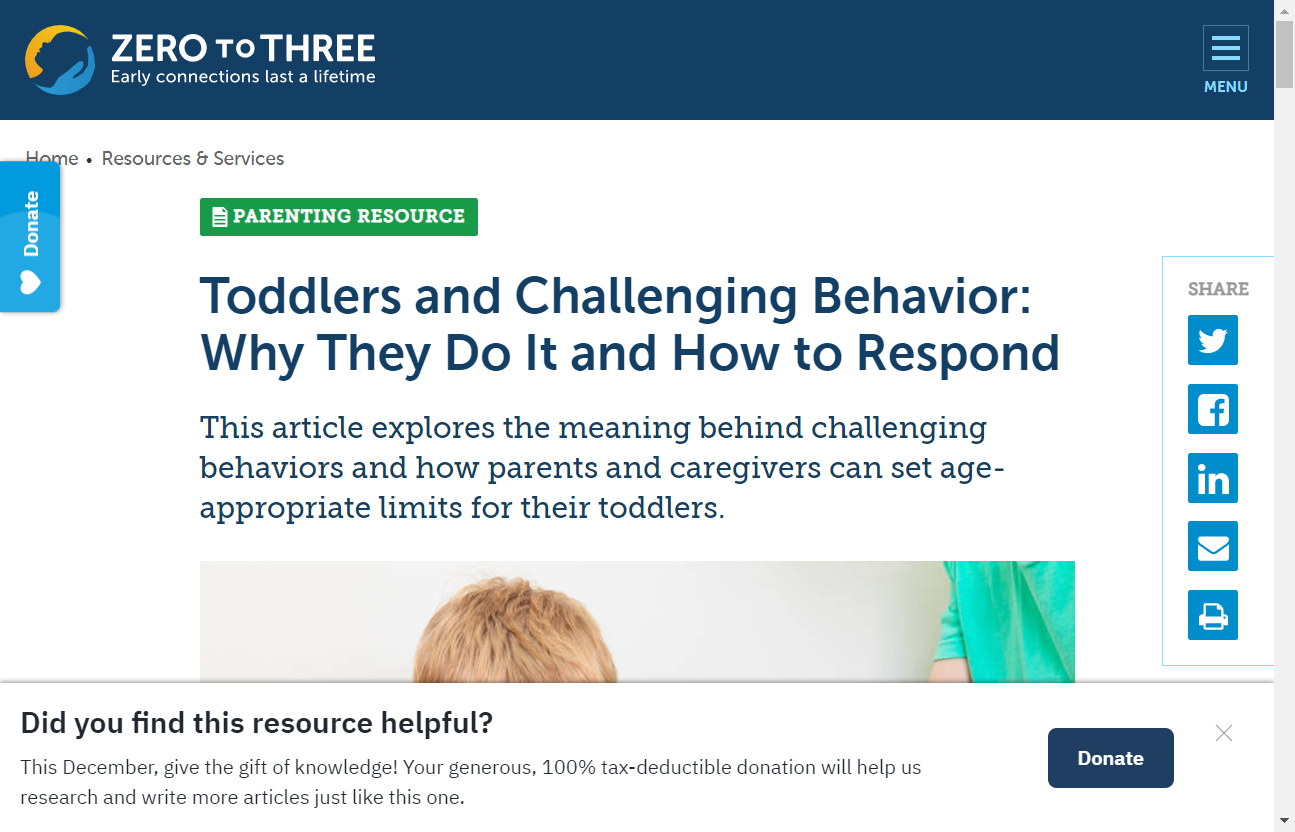 ZERO TO THREE
Early connections last a lifetime
MENU
Home • Resources & Services
Donate
PARENTING RESOURCE
Toddlers and Challenging Behavior:
Why They Do It and How to Respond
This article explores the meaning behind challenging
behaviors and how parents and caregivers can set age-
appropriate limits for their toddlers.
SHARE
Did you find this resource helpful?
This December, give the gift of knowledge! Your generous, 100% tax-deductible donation will help us
research and write more articles just like this one.
Donate